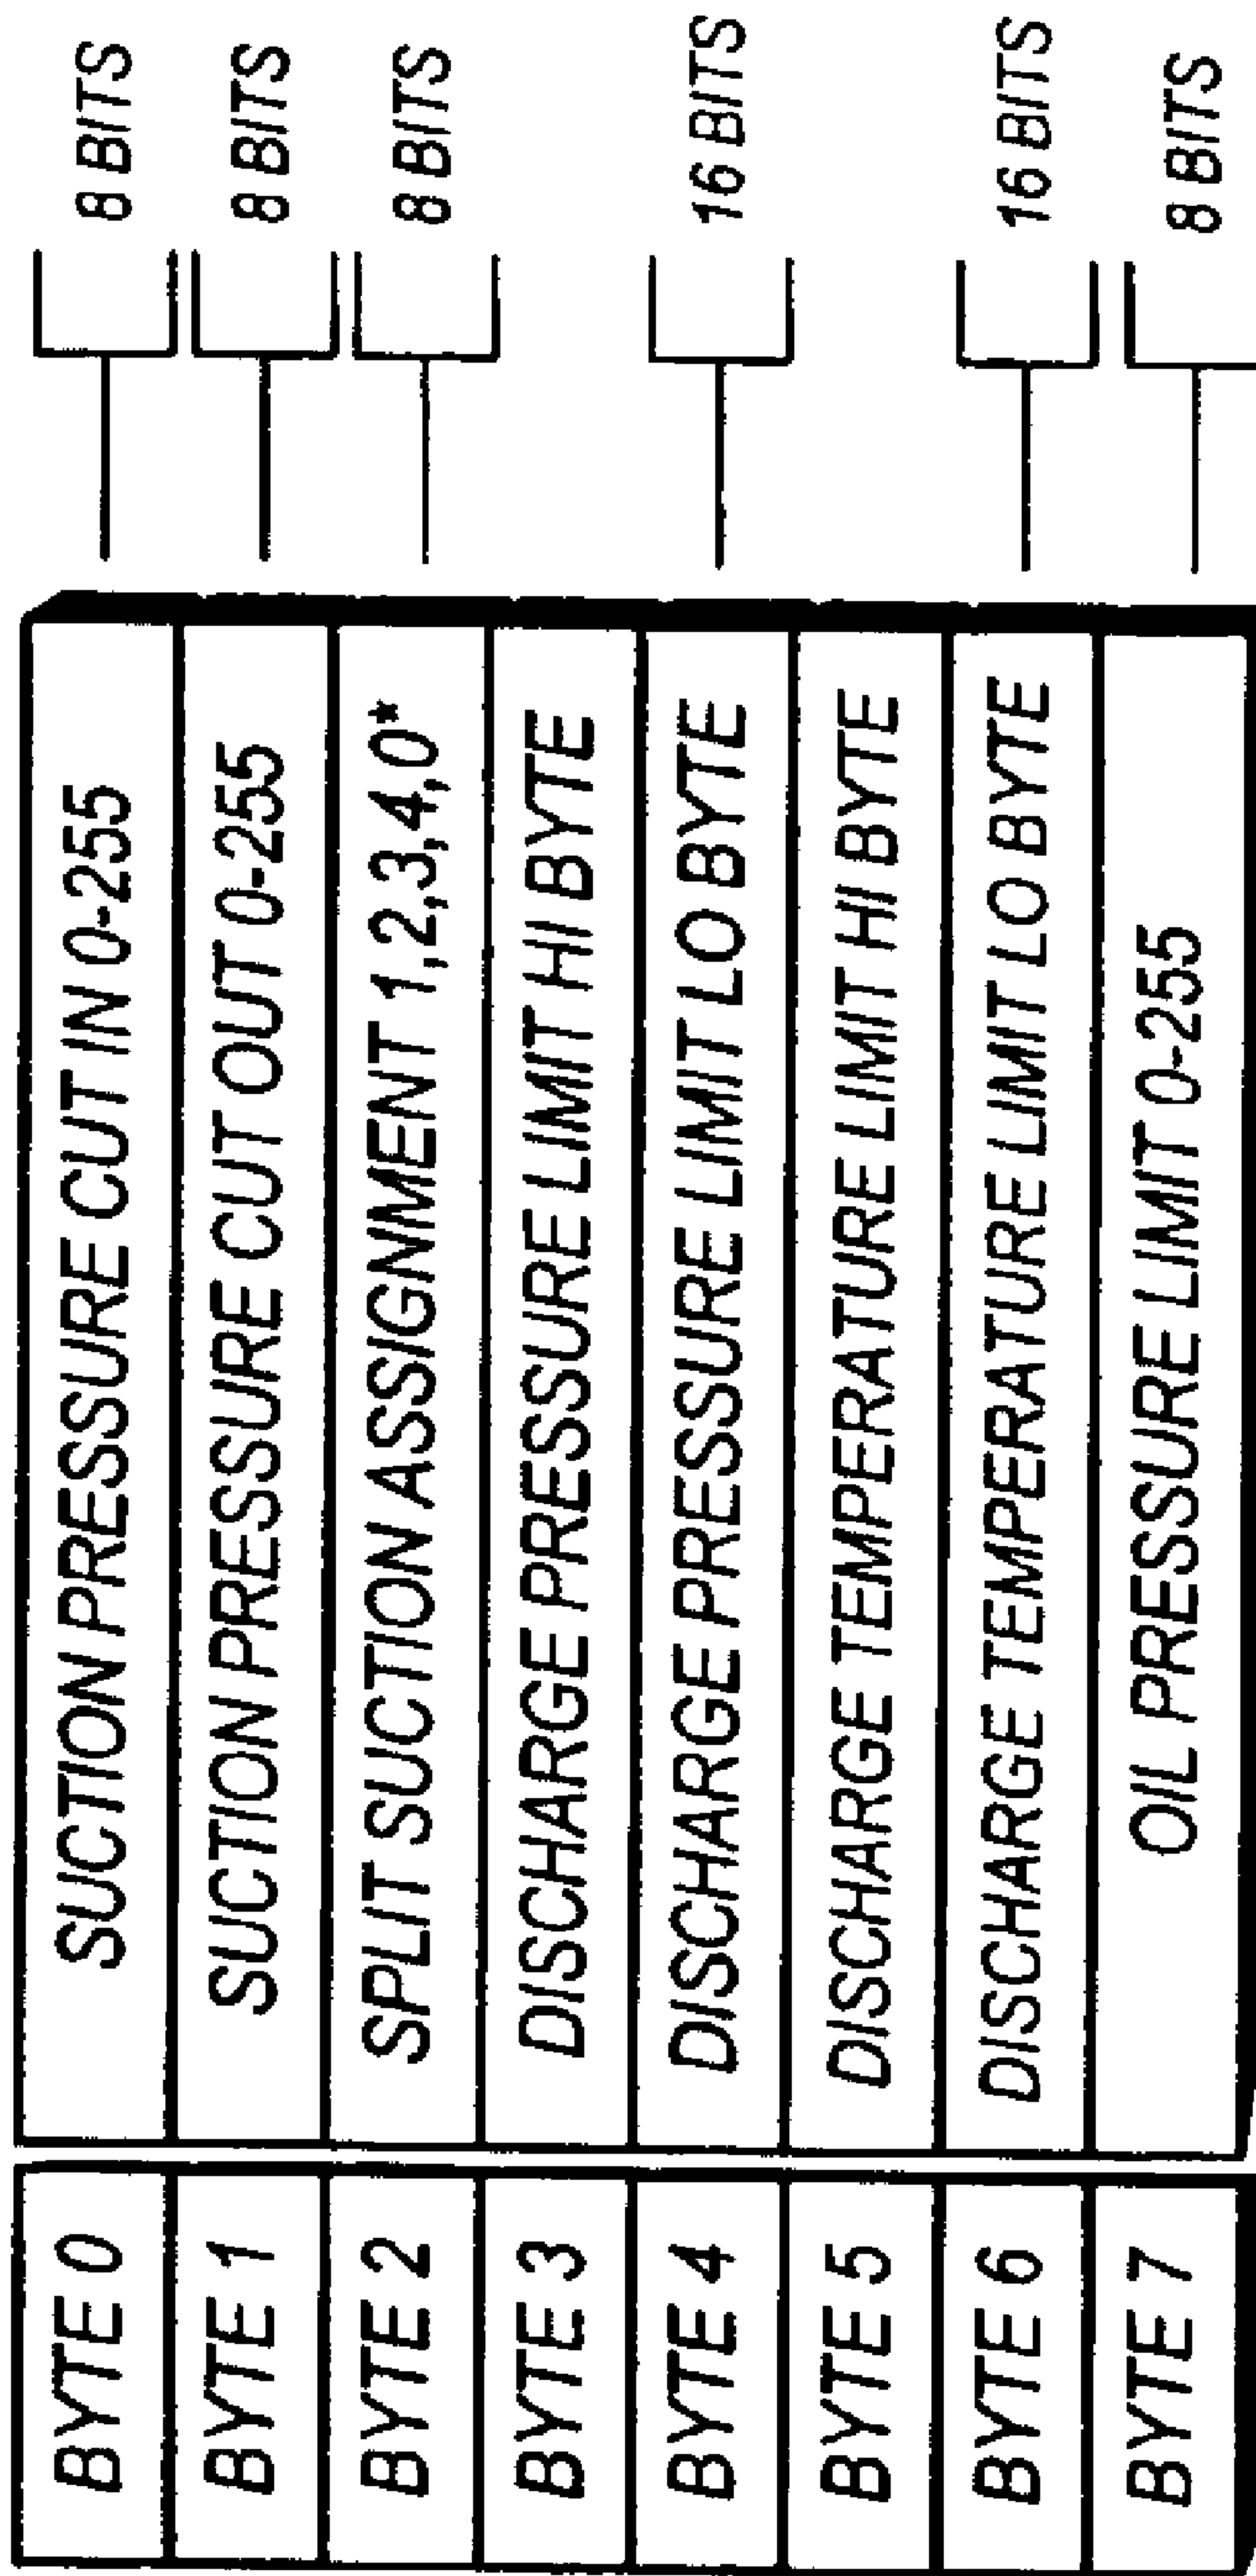 BYTE 0 SUCTION PRESSURE CUT IN 0-255 8 BITS
BYTE 1 SUCTION PRESSURE CUT OUT 0-255 8 BITS
BYTE 2 SPLIT SUCTION ASSIGNMENT 1,2,3,4,0* 8 BITS
BYTE 3 DISCHARGE PRESSURE LIMIT HI BYTE
BYTE 4 DISCHARGE PRESSURE LIMIT LO BYTE 16 BITS
BYTE 5 DISCHARGE TEMPERATURE LIMIT HI BYTE
BYTE 6 DISCHARGE TEMPERATURE LIMIT LO BYTE 16 BITS
BYTE 7 OIL PRESSURE LIMIT 0-255 8 BITS